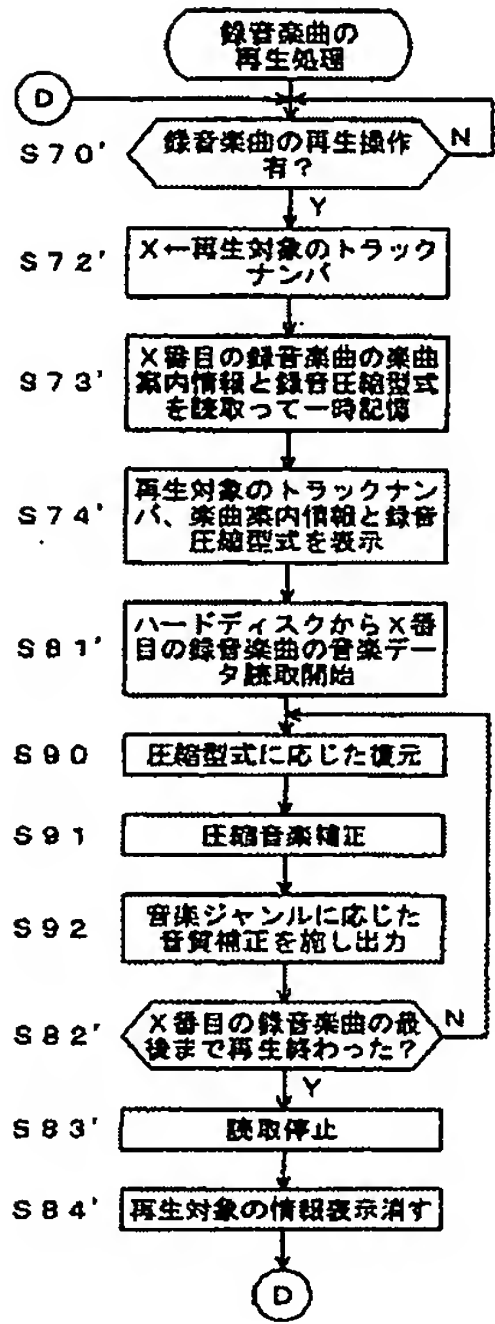 録音楽曲の
再生処理
D
S70'
録音楽曲の再生操作
有？
N
Y
S72'
X←再生対象のトラック
ナンバ
S73'
X番目の録音楽曲の楽曲
案内情報と録音圧縮型式
を読取って一時記憶
S74'
再生対象のトラックナン
バ、楽曲案内情報と録音
圧縮型式を表示
S81'
ハードディスクからX番
目の録音楽曲の音楽デー
タ読取開始
S90
圧縮型式に応じた復元
S91
圧縮音楽補正
S92
音楽ジャンルに応じた
音質補正を施し出力
S82'
X番目の録音楽曲の最
後まで再生終わった？
N
Y
S83'
読取停止
S84'
再生対象の情報表示消す
D